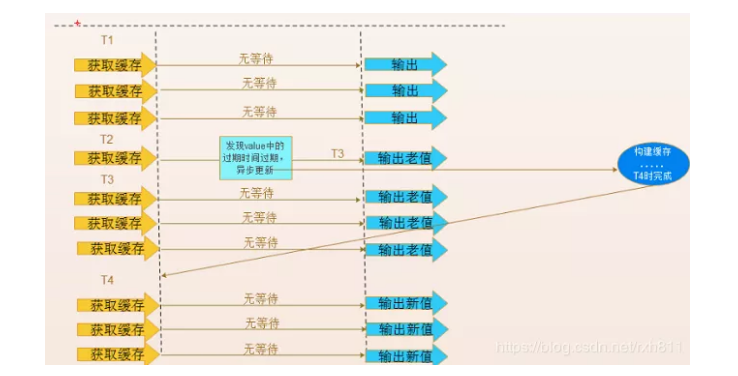 T1
获取缓存 无等待 输出
获取缓存 无等待 输出
获取缓存 无等待 输出
T2
发现value中的
过期时间过期,
异步更新
获取缓存 T3 输出老值
构建缓存
.....
T4时完成
T3
获取缓存 无等待 输出老值
获取缓存 无等待 输出老值
获取缓存 无等待 输出老值
T4
获取缓存 无等待 输出新值
获取缓存 无等待 输出新值
获取缓存 无等待 输出新值
https://blog.csdn.net/rxh811